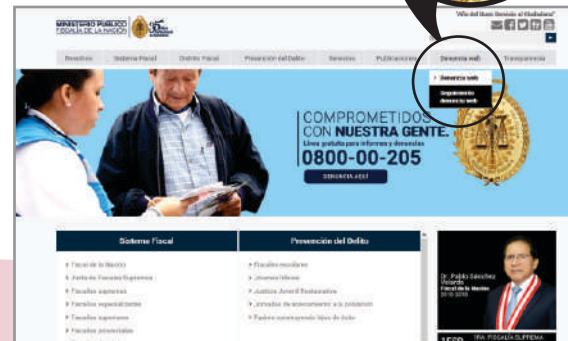 "Año del Buen Servicio al Ciudadano"
MINISTERIO PÚBLICO
FISCALÍA DE LA NACIÓN
Nosotros Sistema Fiscal Distrito Fiscal Prevención del Delito Servicios Publicaciones Denuncia web Transparencia
Denuncia web
Seguimiento
denuncia web
COMPROMETIDOS
CON NUESTRA GENTE.
Línea gratuita para informes y denuncias
0800-00-205
DENUNCIA AQUÍ
Sistema Fiscal
Fiscal de la Nación
Junta de Fiscales Supremos
Fiscalías supremas
Fiscalías especializadas
Fiscalías superiores
Fiscalías provinciales
Prevención del Delito
Fiscales escolares
Jóvenes líderes
Justicia Juvenil Restaurativa
Jornadas de acercamiento a la población
Padres construyendo hijos de éxito
Dr. Pablo Sánchez
Velarde
Fiscal de la Nación
1RA. FISCALÍA SUPREMA